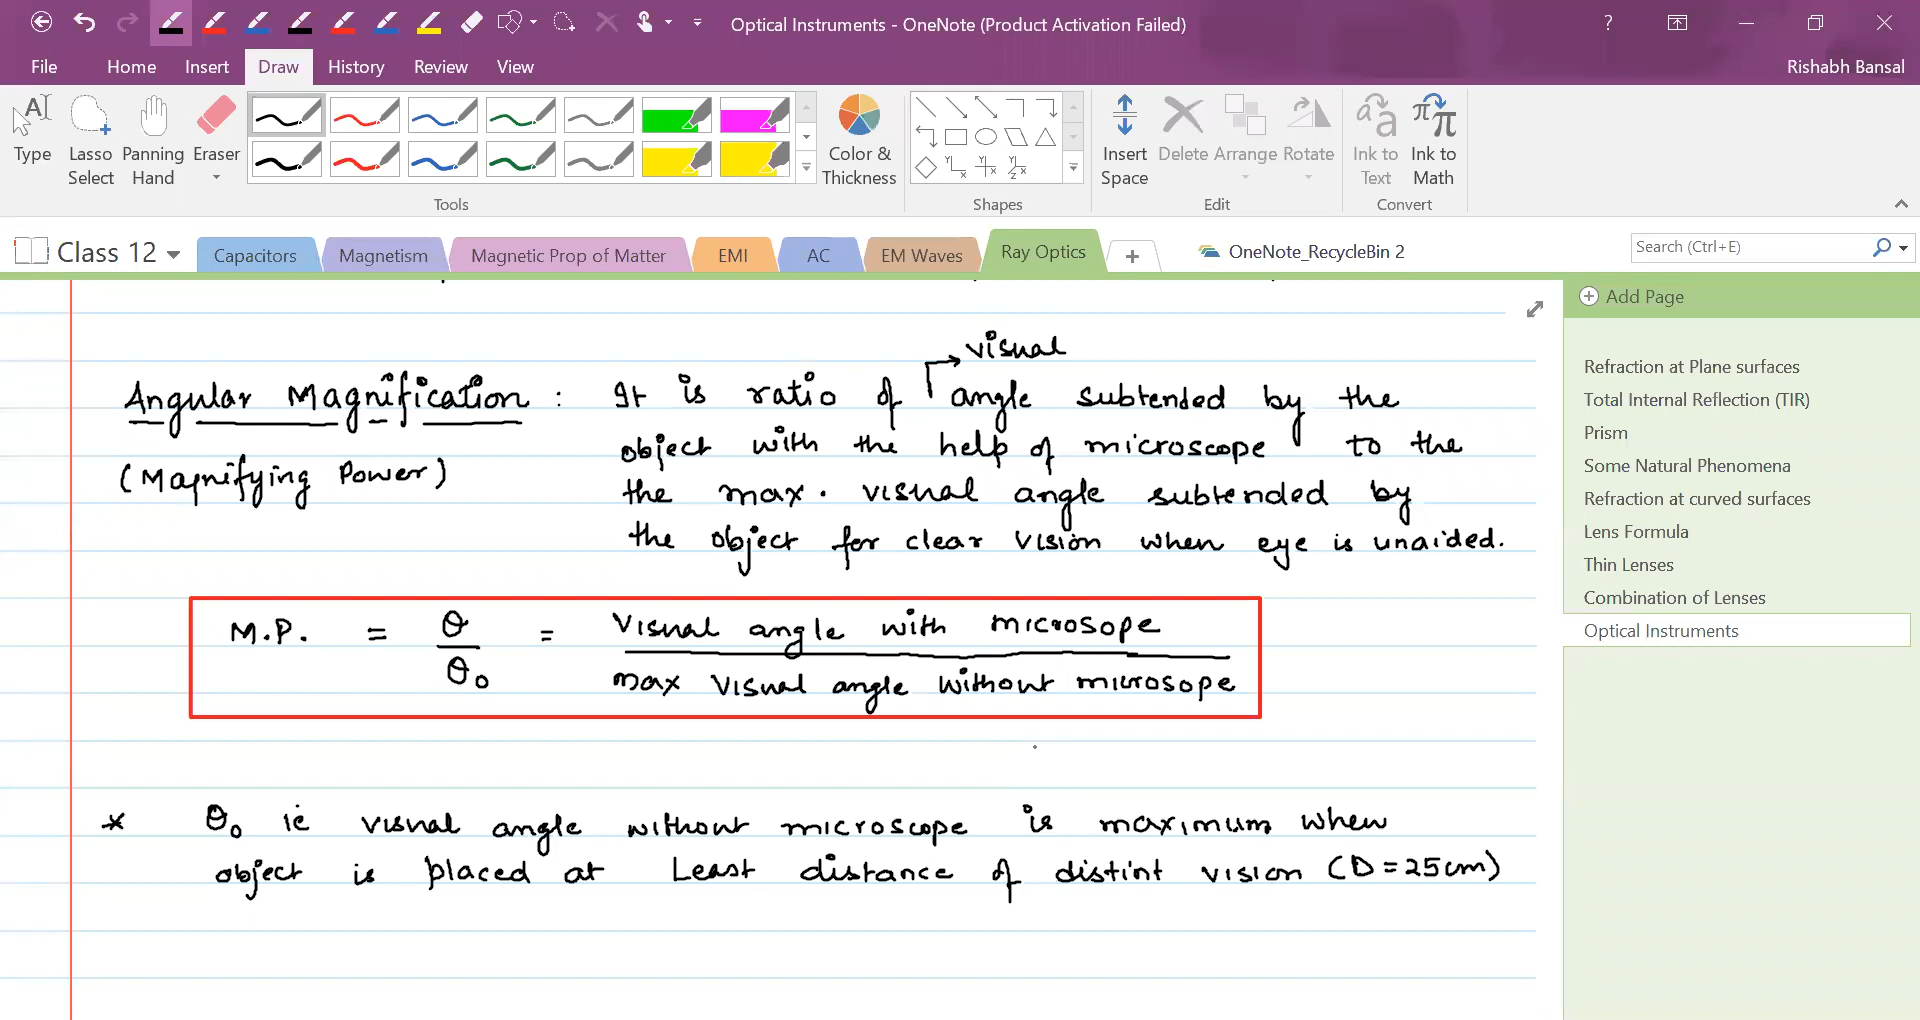 Optical Instruments - OneNote (Product Activation Failed)
?
File Home Insert Draw History Review View
Rishabh Bansal
Type
Lasso Select
Panning Hand
Eraser
Tools
Color & Thickness
Shapes
Insert Space
Delete
Arrange
Rotate
Edit
Ink to Text
Ink to Math
Convert
Class 12
Capacitors Magnetism Magnetic Prop of Matter EMI AC EM Waves Ray Optics
OneNote_RecycleBin 2
Search (Ctrl+E)
visual
Angular Magnification : It is ratio of angle subtended by the
(Magnifying Power) object with the help of microscope to the
the max. visual angle subtended by
the object for clear vision when eye is unaided.
M.P. = θ/θ₀ = visual angle with microsope
max visual angle without microsope
* θ₀ ie visual angle without microscope is maximum when
object is placed at Least distance of distint vision (D = 25cm)
Add Page
Refraction at Plane surfaces
Total Internal Reflection (TIR)
Prism
Some Natural Phenomena
Refraction at curved surfaces
Lens Formula
Thin Lenses
Combination of Lenses
Optical Instruments